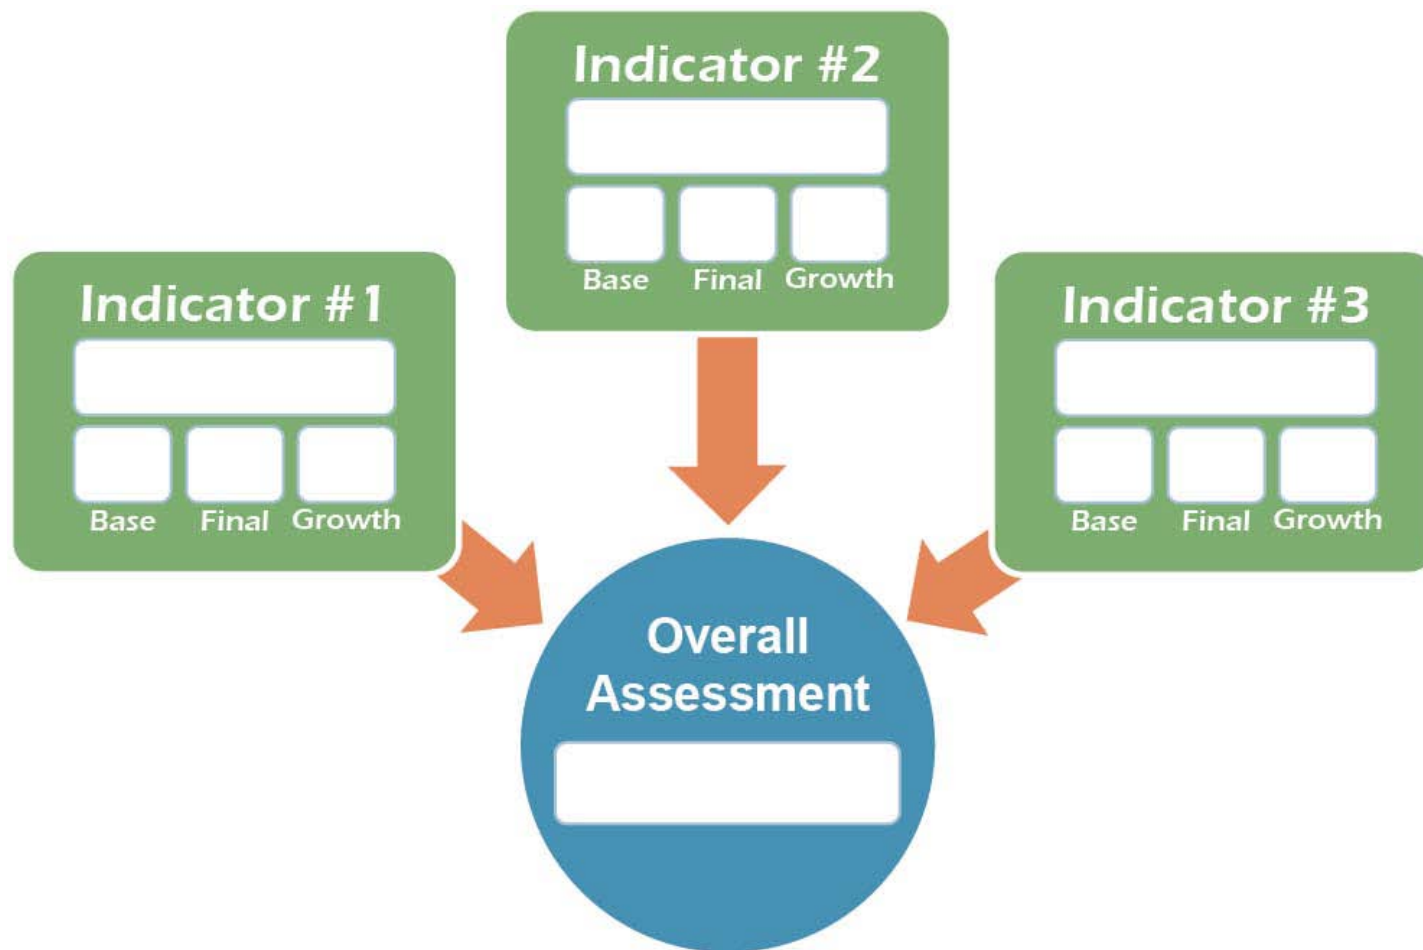 Indicator #1
Base Final Growth
Indicator #2
Base Final Growth
Indicator #3
Base Final Growth
Overall
Assessment